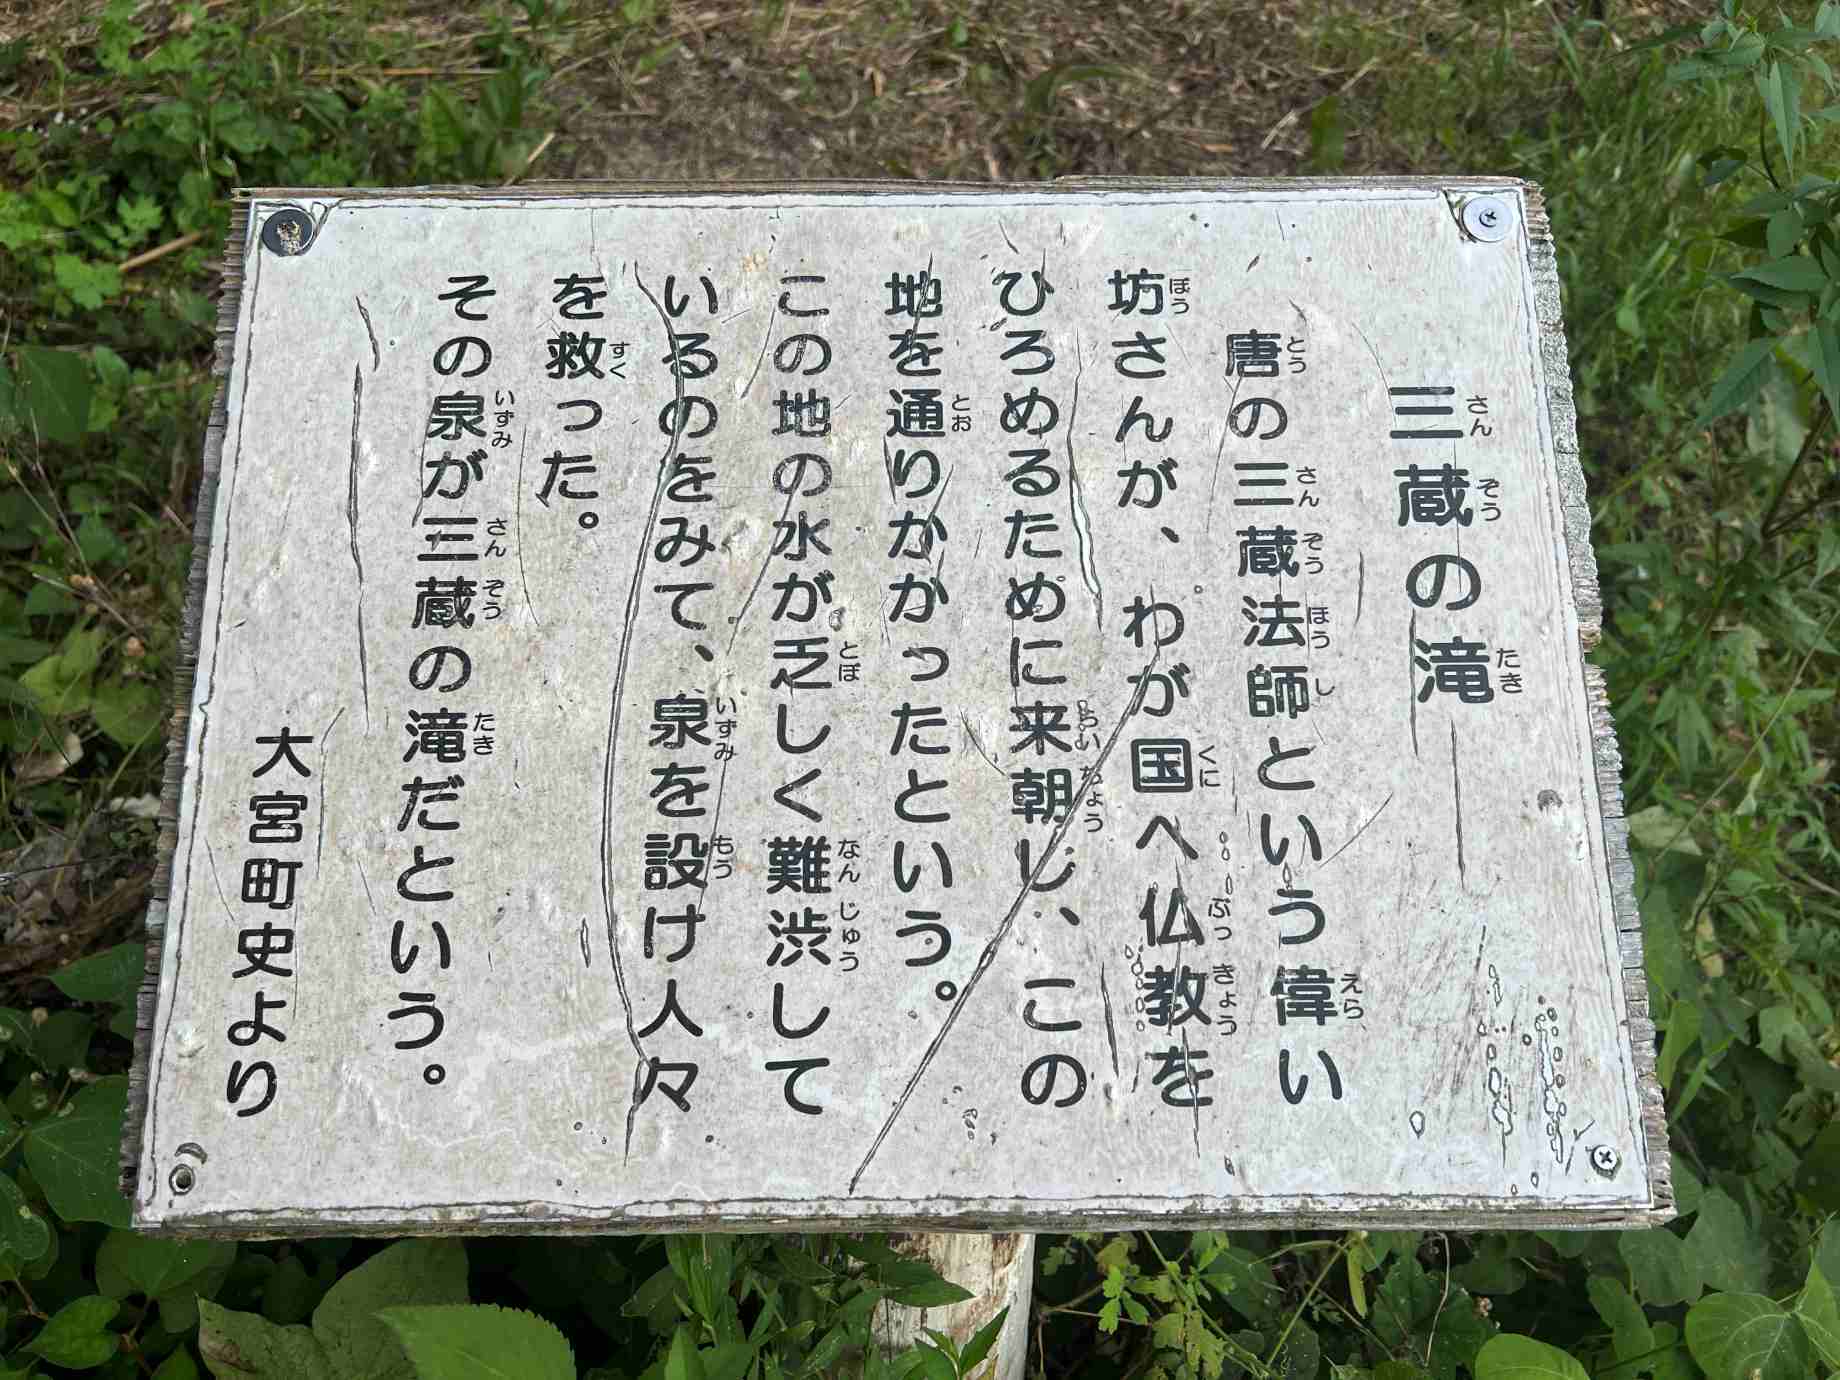 三蔵の滝
唐の三蔵法師という偉い
坊さんが、わが国へ仏教を
ひろめるために来朝し、この
地を通りかかったという。
この地の水が乏しく難渋して
いるのをみて、泉を設け人々
を救った。
その泉が三蔵の滝だという。
大宮町史より